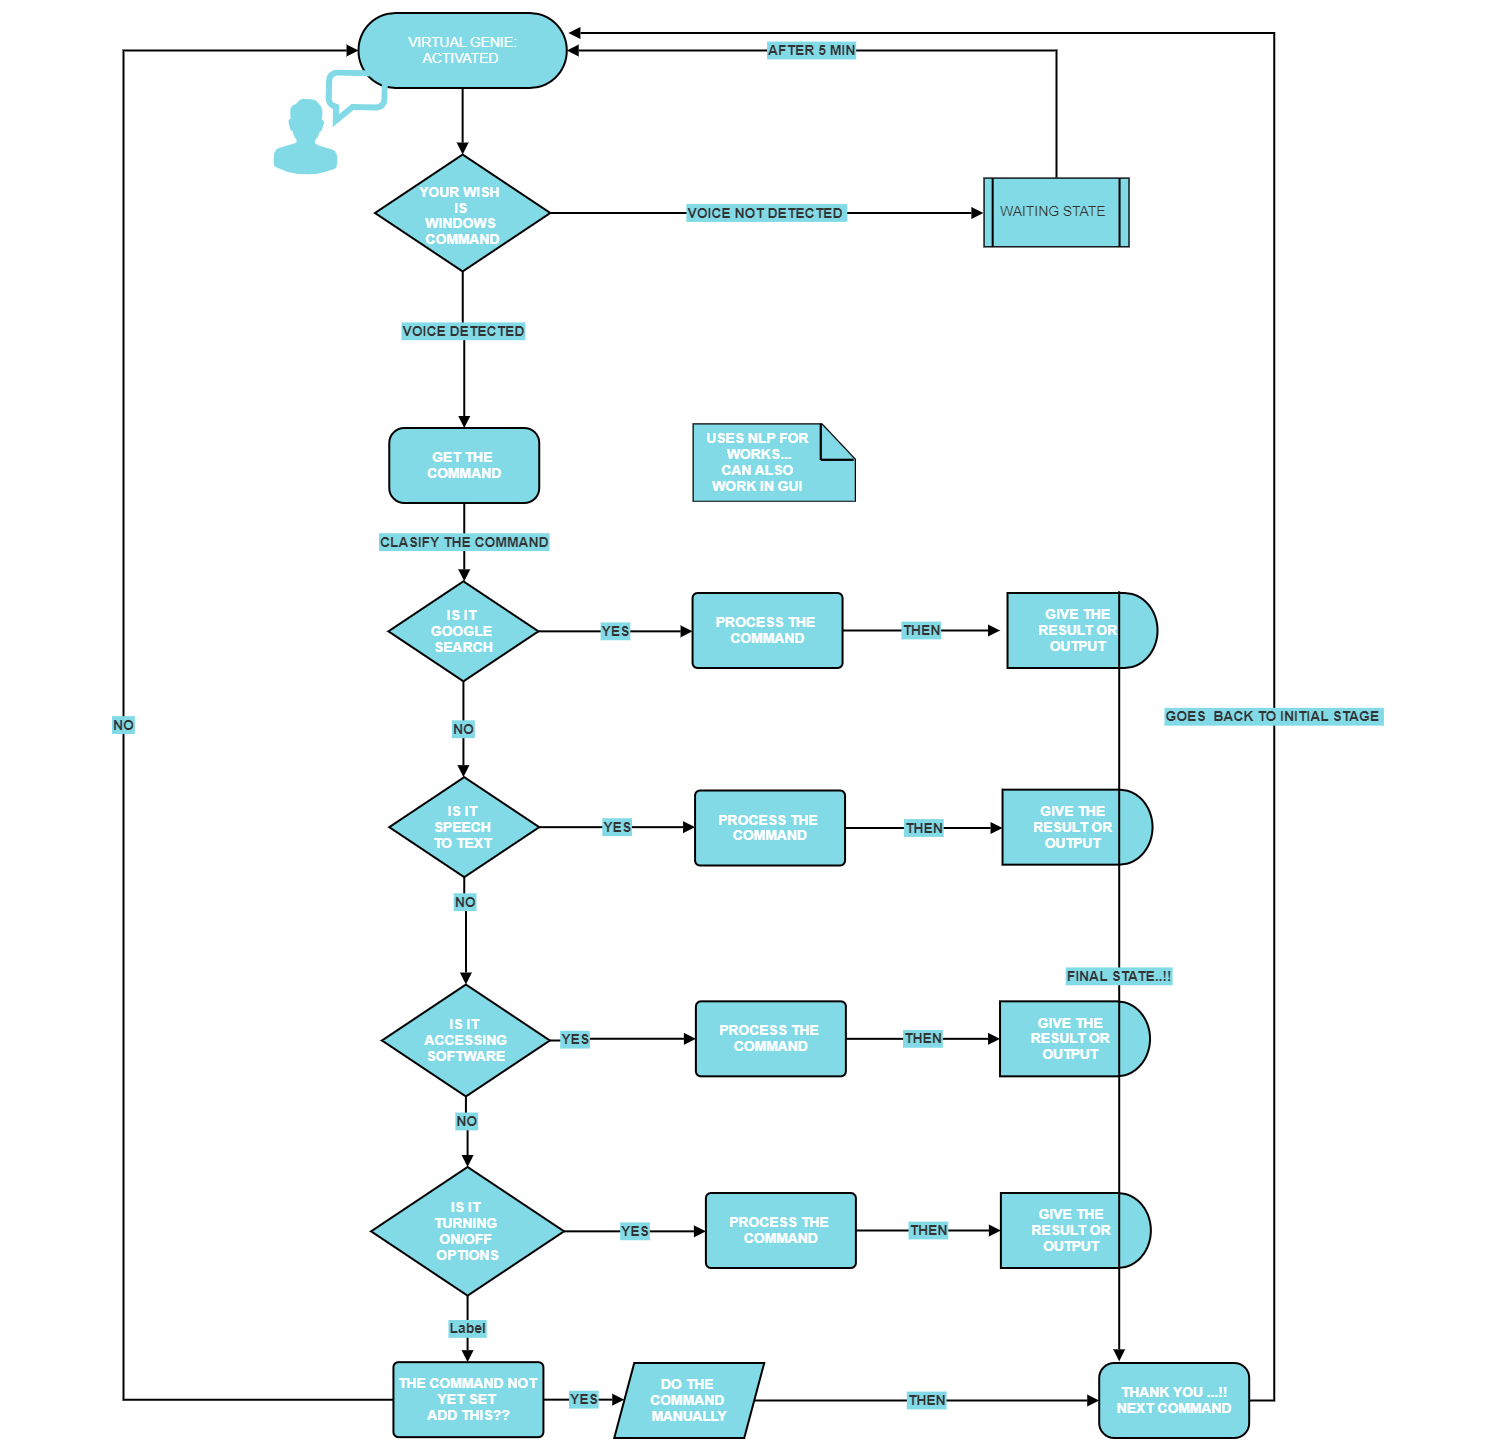 VIRTUAL GENIE:
ACTIVATED
AFTER 5 MIN
YOUR WISH
IS
WINDOWS
COMMAND
VOICE NOT DETECTED
WAITING STATE
VOICE DETECTED
GET THE
COMMAND
USES NLP FOR
WORKS...
CAN ALSO
WORK IN GUI
CLASIFY THE COMMAND
IS IT
GOOGLE
SEARCH
YES
PROCESS THE
COMMAND
THEN
GIVE THE
RESULT OR
OUTPUT
NO
NO
GOES  BACK TO INITIAL STAGE
IS IT
SPEECH
TO TEXT
YES
PROCESS THE
COMMAND
THEN
GIVE THE
RESULT OR
OUTPUT
NO
FINAL STATE..!!
IS IT
ACCESSING
SOFTWARE
YES
PROCESS THE
COMMAND
THEN
GIVE THE
RESULT OR
OUTPUT
NO
IS IT
TURNING
ON/OFF
OPTIONS
YES
PROCESS THE
COMMAND
THEN
GIVE THE
RESULT OR
OUTPUT
Label
THE COMMAND NOT
YET SET
ADD THIS??
YES
DO THE
COMMAND
MANUALLY
THEN
THANK YOU ...!!
NEXT COMMAND